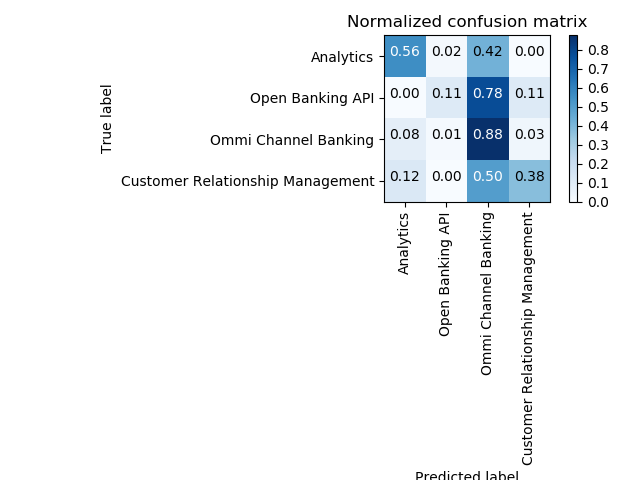 Normalized confusion matrix
True label
Analytics 0.56 0.02 0.42 0.00
Open Banking API 0.00 0.11 0.78 0.11
Ommi Channel Banking 0.08 0.01 0.88 0.03
Customer Relationship Management 0.12 0.00 0.50 0.38
0.8
0.7
0.6
0.5
0.4
0.3
0.2
0.1
0.0
Analytics
Open Banking API
Ommi Channel Banking
Customer Relationship Management
Predicted label